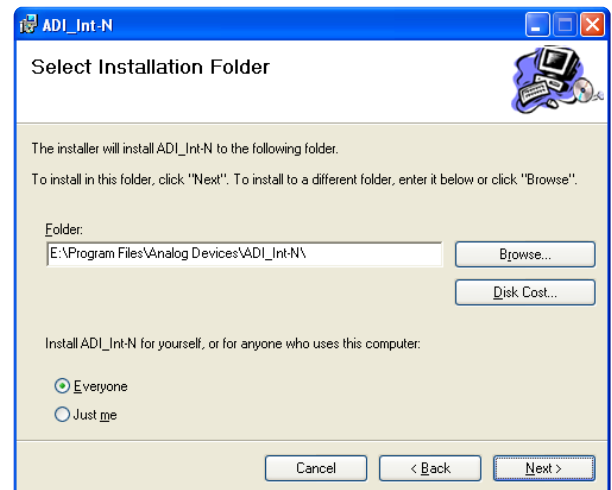 ADI_Int-N
Select Installation Folder
The installer will install ADI_Int-N to the following folder.
To install in this folder, click "Next". To install to a different folder, enter it below or click "Browse".
Folder:
E:\Program Files\Analog Devices\ADI_Int-N\
Browse...
Disk Cost...
Install ADI_Int-N for yourself, or for anyone who uses this computer:
Everyone
Just me
Cancel
< Back
Next >